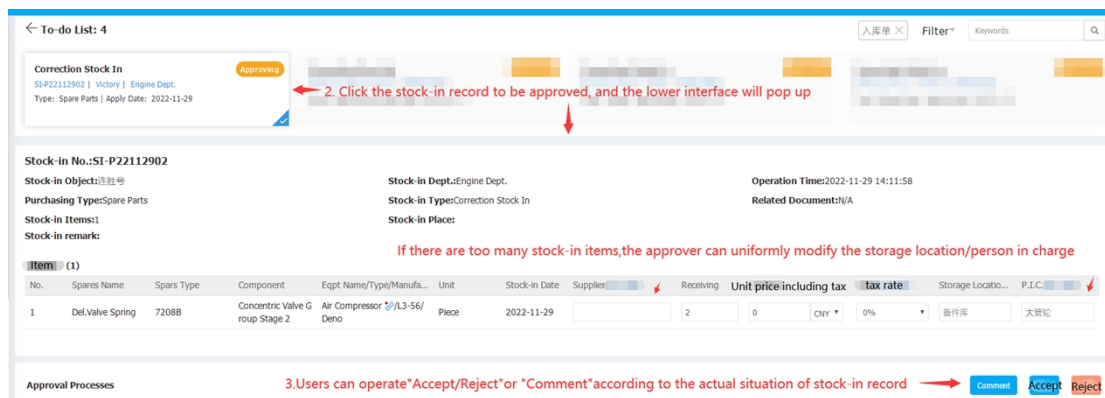 ← To-do List: 4
入库单 ×
Filter
Keywords
Correction Stock In
Approving
SI-P22112902 | Victory | Engine Dept.
Type: Spare Parts | Apply Date: 2022-11-29
2. Click the stock-in record to be approved, and the lower interface will pop up
Stock-in No.:SI-P22112902
Stock-in Object:连胜号
Stock-in Dept.:Engine Dept.
Operation Time:2022-11-29 14:11:58
Purchasing Type:Spare Parts
Stock-in Type:Correction Stock In
Related Document:N/A
Stock-in Items:1
Stock-in Place:
Stock-in remark:
If there are too many stock-in items,the approver can uniformly modify the storage location/person in charge
Item (1)
No. Spares Name Spars Type Component Eqpt Name/Type/Manufa... Unit Stock-in Date Supplier Receiving Unit price including tax tax rate Storage Locatio... P.I.C.
1 Del.Valve Spring 7208B Concentric Valve G Air Compressor /L3-56/ Piece 2022-11-29 2 0 CNY 0% 备件库 大管轮
roup Stage 2 Deno
Approval Processes
3.Users can operate"Accept/Reject"or "Comment"according to the actual situation of stock-in record
Comment Accept Reject